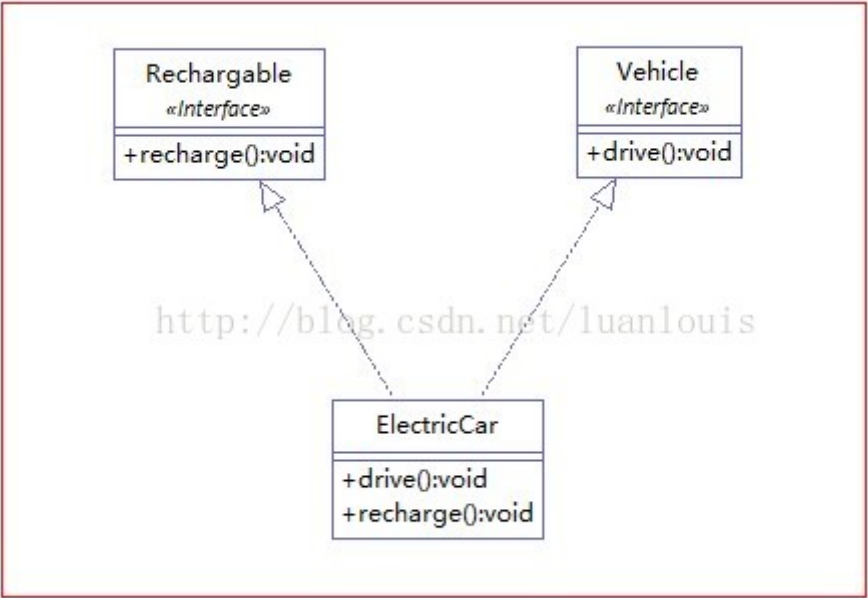 Rechargable
«Interface»
+recharge():void
Vehicle
«Interface»
+drive():void
http://blog.csdn.net/luanlouis
ElectricCar
+drive():void
+recharge():void